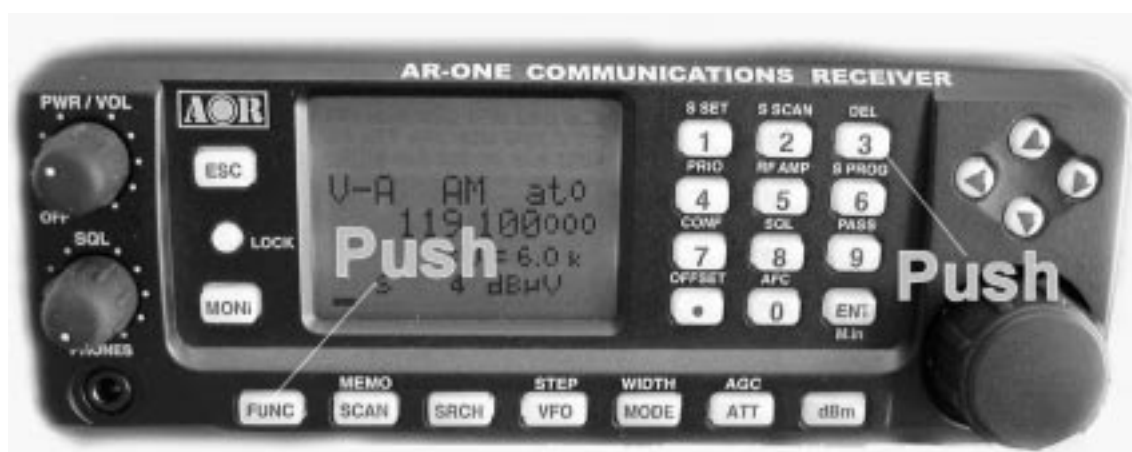 AR-ONE COMMUNICATIONS RECEIVER
PWR / VOL
AOR
ESC
OFF
SQL
LOCK
MONi
PHONES
V-A AM ato
119.100000
= 6.0 k
4 dBμV
Push
S SET S SCAN DEL
1 2 3
PRIO RF AMP S PROG
4 5 6
CONF SQL PASS
7 8 9
OFFSET AFC
• 0 ENT
M.in
Push
MEMO STEP WIDTH AGC
FUNC SCAN SRCH VFO MODE ATT dBm